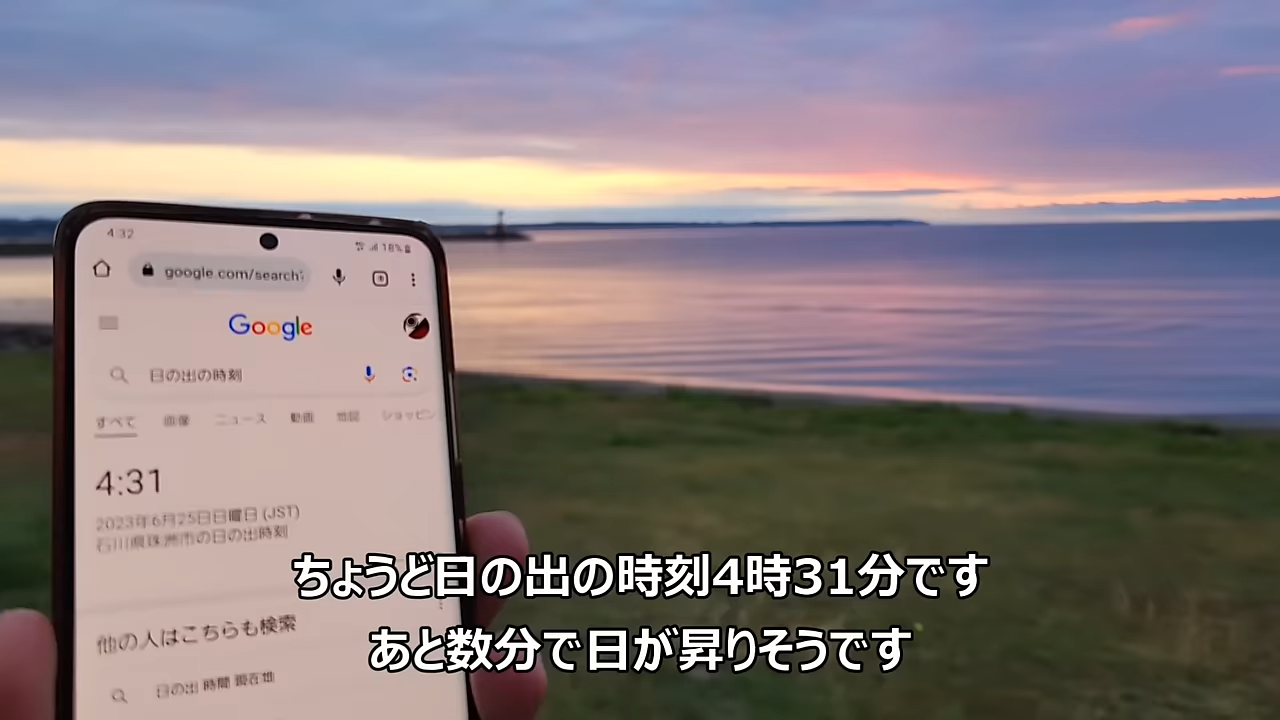 4:32
18%
google.com/search?
Google
日の出の時刻
すべて 画像 ニュース 動画 地図 ショッピン
4:31
2023年6月25日日曜日 (JST)
石川県珠洲市の日の出時刻
他の人はこちらも検索
日の出 時間 現在地
ちょうど日の出の時刻4時31分です
あと数分で日が昇りそうです